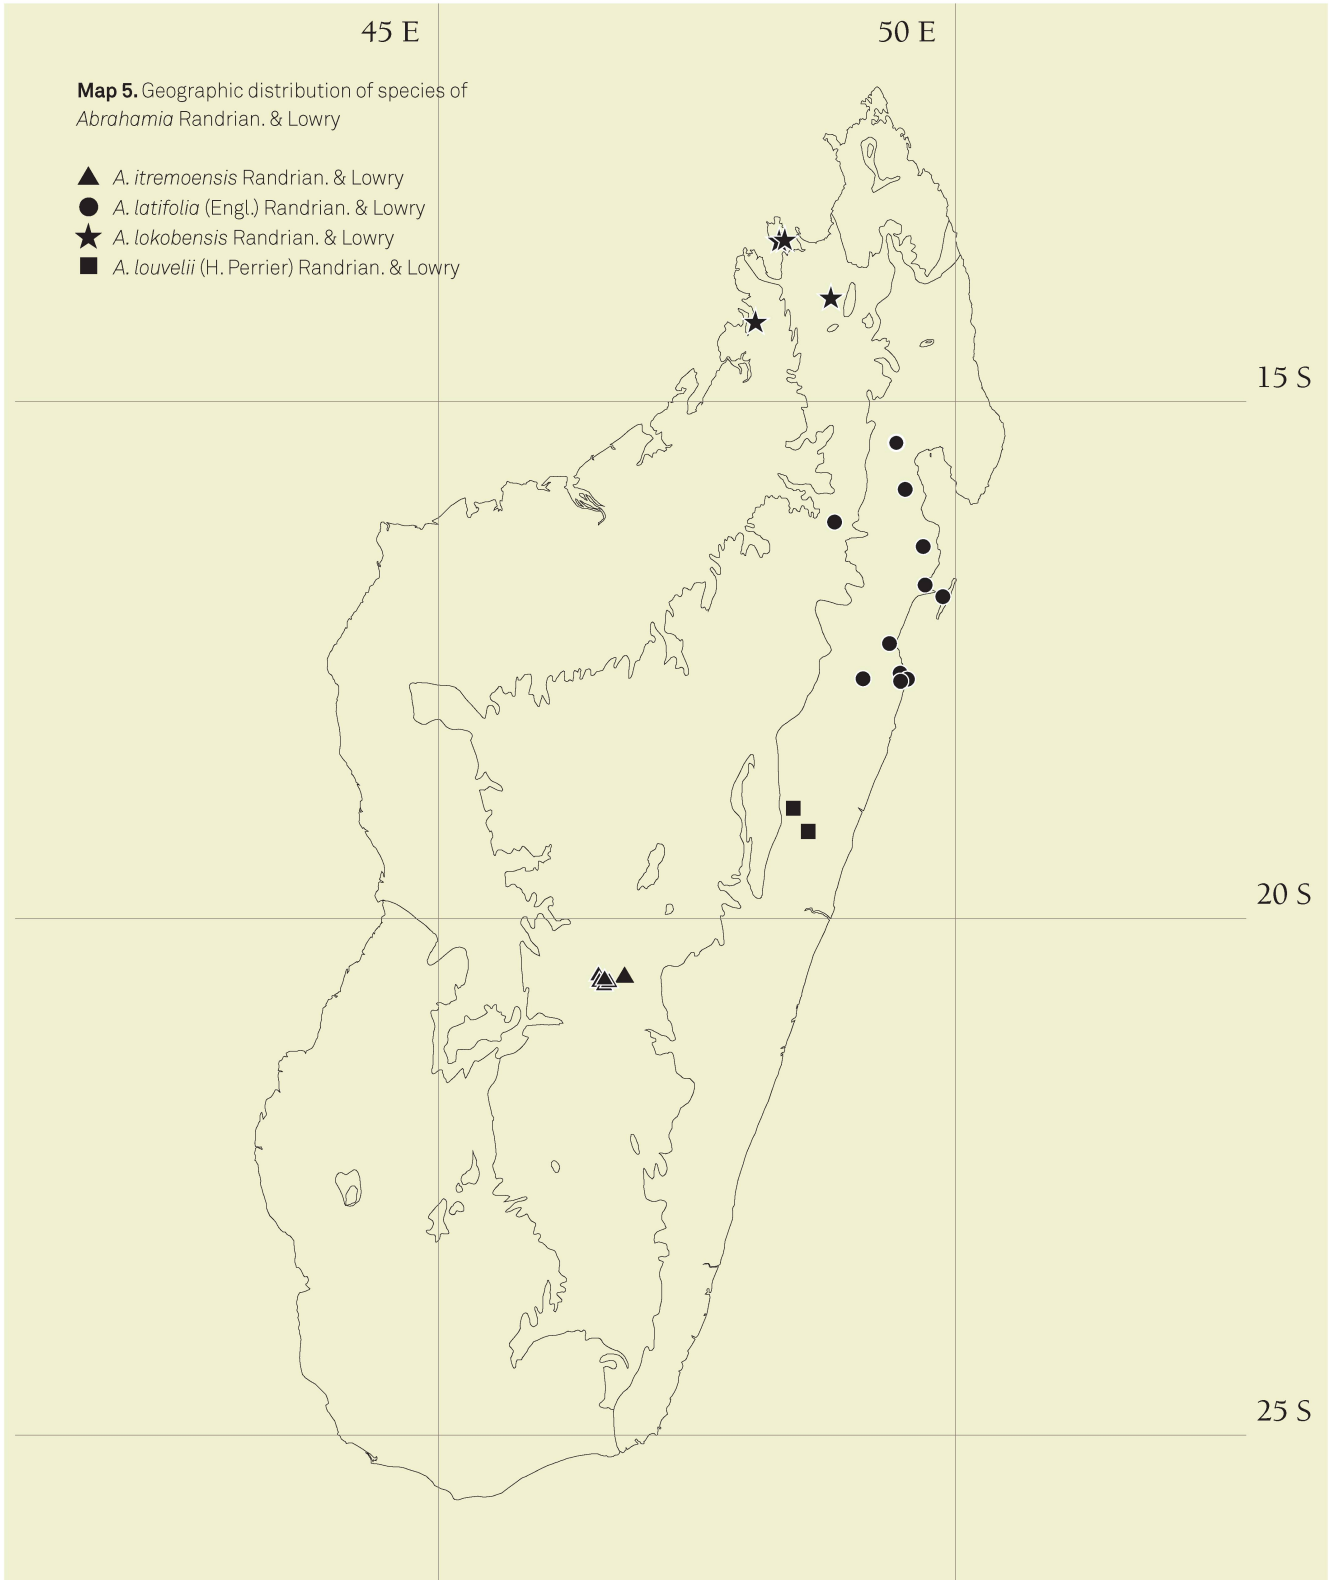 45 E
50 E
Map 5. Geographic distribution of species of
Abrahamia Randrian. & Lowry
A. itremoensis Randrian. & Lowry
A. latifolia (Engl.) Randrian. & Lowry
A. lokobensis Randrian. & Lowry
A. louvelii (H. Perrier) Randrian. & Lowry
15 S
20 S
25 S